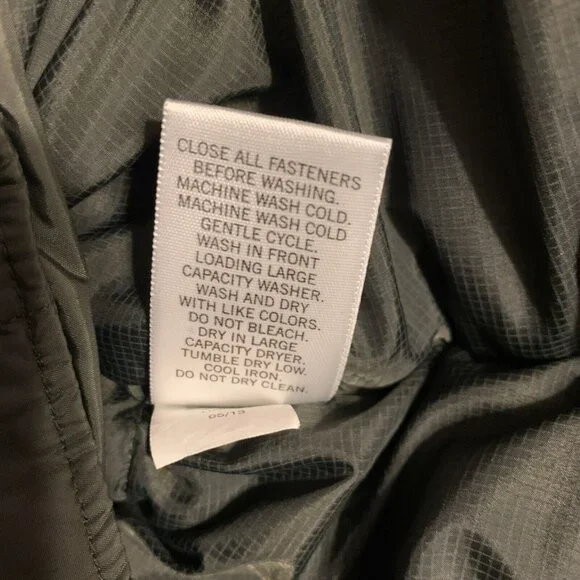 CLOSE ALL FASTENERS
BEFORE WASHING.
MACHINE WASH COLD.
MACHINE WASH COLD
GENTLE CYCLE.
WASH IN FRONT
LOADING LARGE
CAPACITY WASHER.
WASH AND DRY
WITH LIKE COLORS.
DO NOT BLEACH.
DRY IN LARGE
CAPACITY DRYER.
TUMBLE DRY LOW.
COOL IRON.
DO NOT DRY CLEAN.
05/13